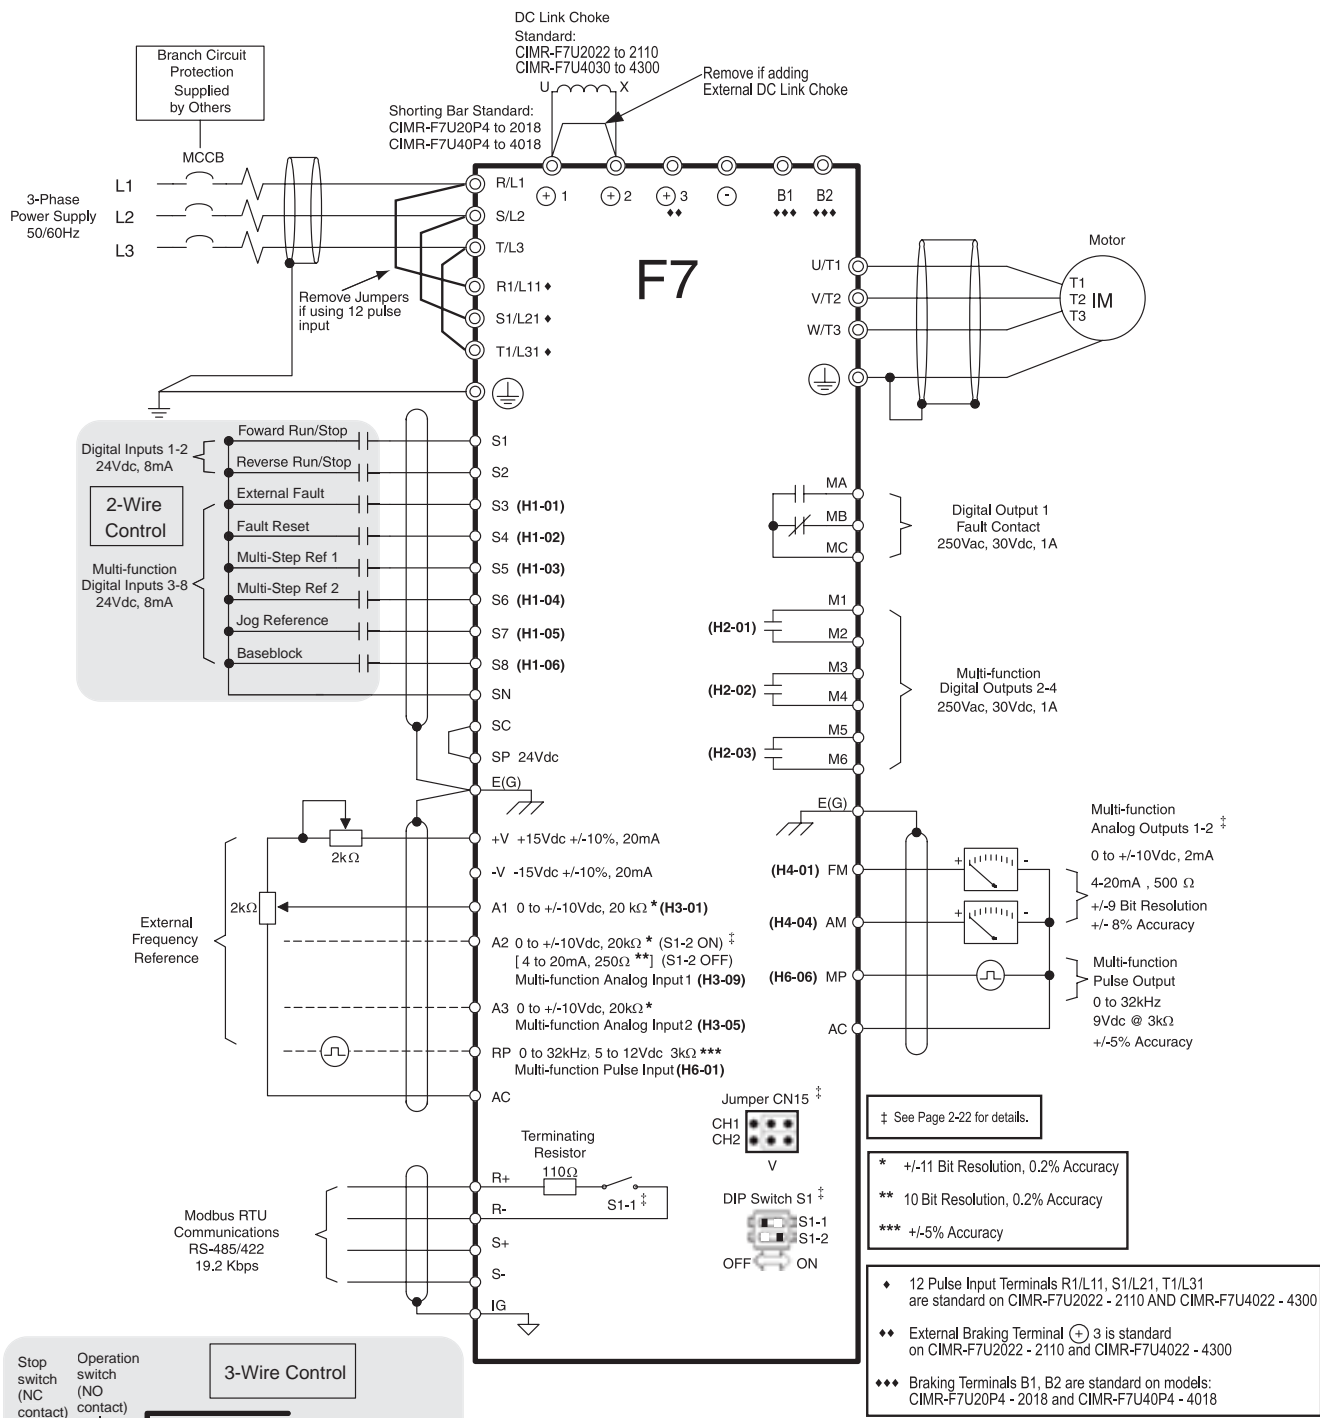 DC Link Choke
Standard:
CIMR-F7U2022 to 2110
CIMR-F7U4030 to 4300
U X
Remove if adding
External DC Link Choke
Branch Circuit
Protection
Supplied
by Others
Shorting Bar Standard:
CIMR-F7U20P4 to 2018
CIMR-F7U40P4 to 4018
MCCB
3-Phase
Power Supply
50/60Hz
L1
L2
L3
R/L1
S/L2
T/L3
R1/L11 ♦
S1/L21 ♦
T1/L31 ♦
Remove Jumpers
if using 12 pulse
input
+ 1
+ 2
+ 3
♦♦
-
B1
♦♦♦
B2
♦♦♦
F7
U/T1
V/T2
W/T3
Motor
T1
T2
T3
IM
Digital Inputs 1-2
24Vdc, 8mA
2-Wire
Control
Multi-function
Digital Inputs 3-8
24Vdc, 8mA
Foward Run/Stop
Reverse Run/Stop
External Fault
Fault Reset
Multi-Step Ref 1
Multi-Step Ref 2
Jog Reference
Baseblock
S1
S2
S3 (H1-01)
S4 (H1-02)
S5 (H1-03)
S6 (H1-04)
S7 (H1-05)
S8 (H1-06)
SN
SC
SP 24Vdc
E(G)
MA
MB
MC
Digital Output 1
Fault Contact
250Vac, 30Vdc, 1A
(H2-01)
M1
M2
(H2-02)
M3
M4
(H2-03)
M5
M6
Multi-function
Digital Outputs 2-4
250Vac, 30Vdc, 1A
E(G)
2kΩ
2kΩ
External
Frequency
Reference
+V +15Vdc +/-10%, 20mA
-V -15Vdc +/-10%, 20mA
A1 0 to +/-10Vdc, 20 kΩ * (H3-01)
A2 0 to +/-10Vdc, 20kΩ * (S1-2 ON) ‡
[ 4 to 20mA, 250Ω **] (S1-2 OFF)
Multi-function Analog Input 1 (H3-09)
A3 0 to +/-10Vdc, 20kΩ *
Multi-function Analog Input 2 (H3-05)
RP 0 to 32kHz, 5 to 12Vdc 3kΩ ***
Multi-function Pulse Input (H6-01)
AC
(H4-01) FM
(H4-04) AM
(H6-06) MP
AC
+ -
+ -
Multi-function
Analog Outputs 1-2 ‡
0 to +/-10Vdc, 2mA
4-20mA , 500 Ω
+/-9 Bit Resolution
+/- 8% Accuracy
Multi-function
Pulse Output
0 to 32kHz
9Vdc @ 3kΩ
+/-5% Accuracy
Jumper CN15 ‡
CH1
CH2
V
DIP Switch S1 ‡
S1-1
S1-2
OFF ON
Terminating
Resistor
110Ω
S1-1 ‡
Modbus RTU
Communications
RS-485/422
19.2 Kbps
R+
R-
S+
S-
IG
‡ See Page 2-22 for details.
* +/-11 Bit Resolution, 0.2% Accuracy
** 10 Bit Resolution, 0.2% Accuracy
*** +/-5% Accuracy
♦ 12 Pulse Input Terminals R1/L11, S1/L21, T1/L31
are standard on CIMR-F7U2022 - 2110 AND CIMR-F7U4022 - 4300
♦♦ External Braking Terminal + 3 is standard
on CIMR-F7U2022 - 2110 and CIMR-F7U4022 - 4300
♦♦♦ Braking Terminals B1, B2 are standard on models:
CIMR-F7U20P4 - 2018 and CIMR-F7U40P4 - 4018
Stop
switch
(NC
contact)
Operation
switch
(NO
contact)
3-Wire Control